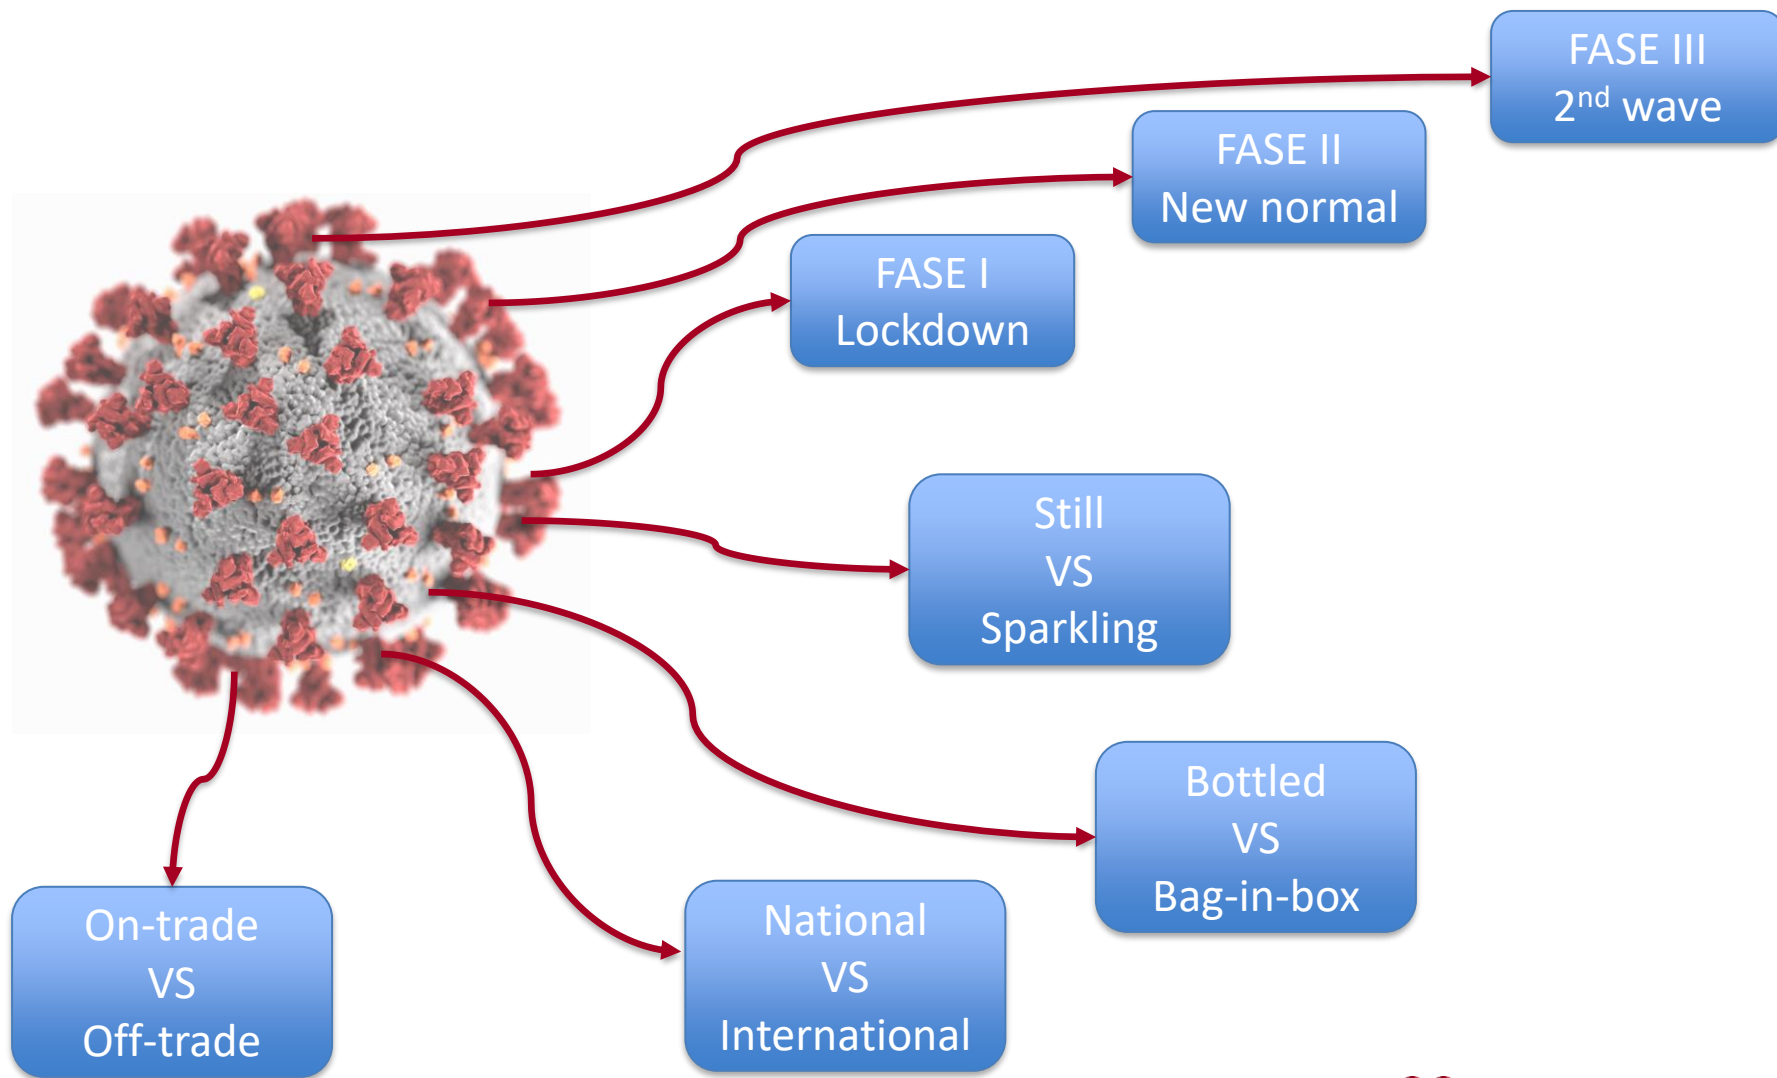 FASE III
2nd wave
FASE II
New normal
FASE I
Lockdown
Still
VS
Sparkling
Bottled
VS
Bag-in-box
On-trade
VS
Off-trade
National
VS
International